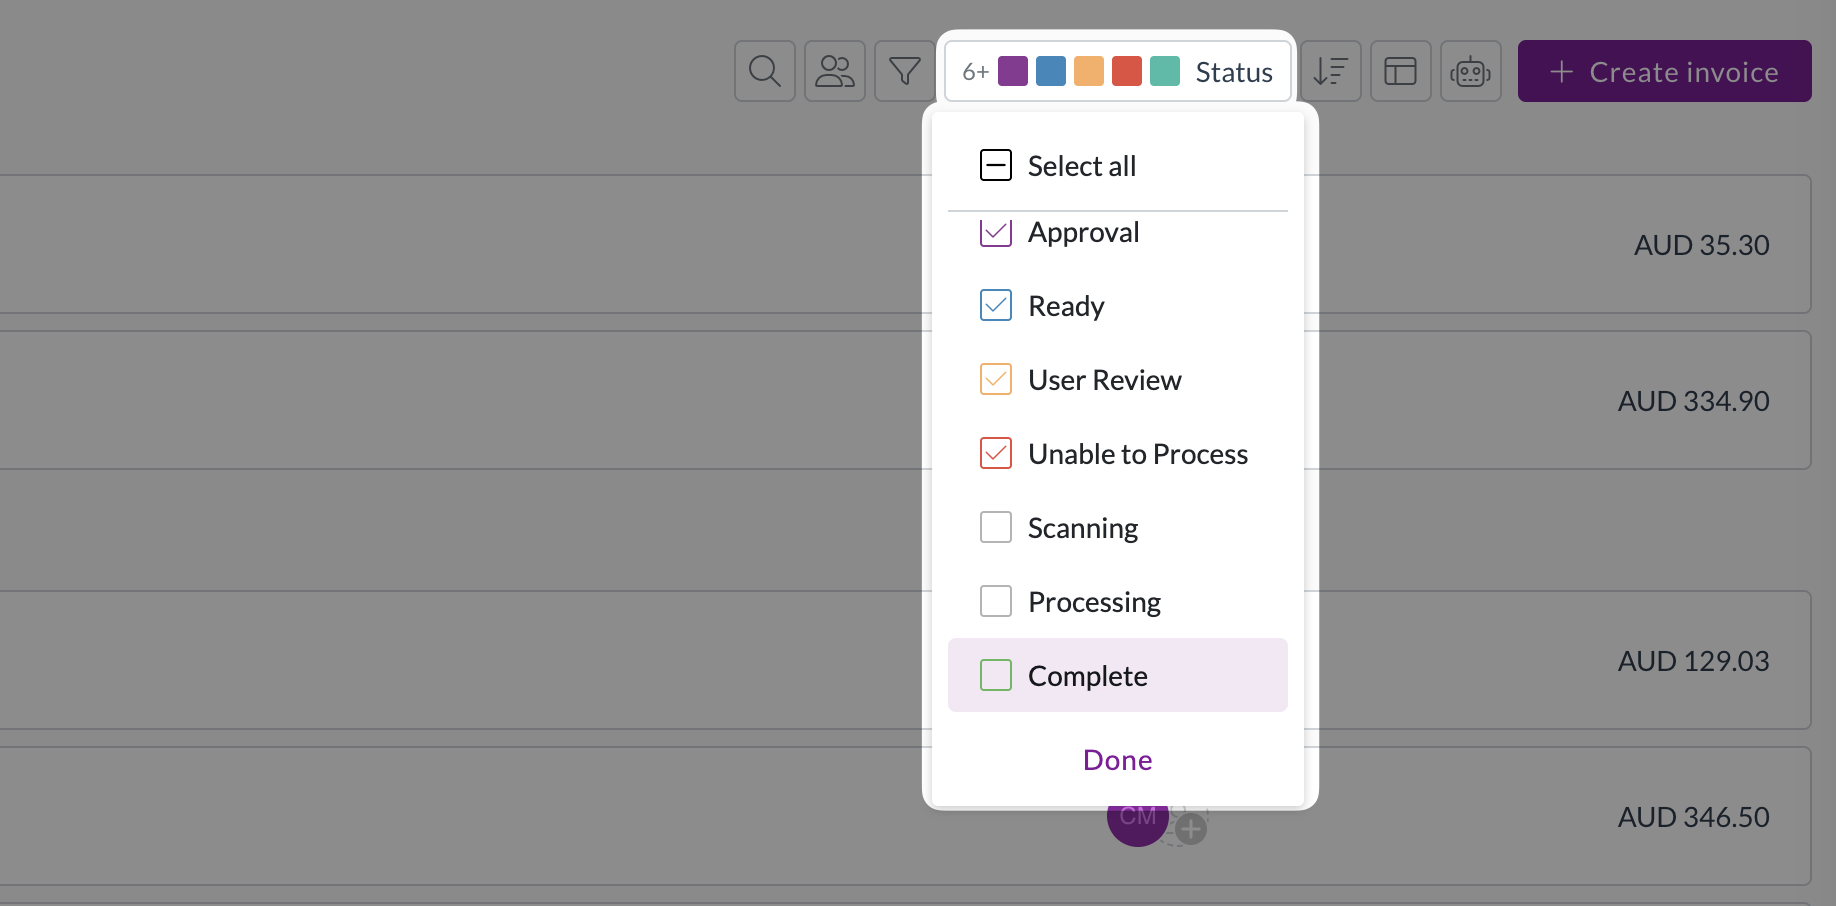 6+ Status
+ Create invoice
Select all
Approval
Ready
User Review
Unable to Process
Scanning
Processing
Complete
Done
AUD 35.30
AUD 334.90
AUD 129.03
CM
AUD 346.50